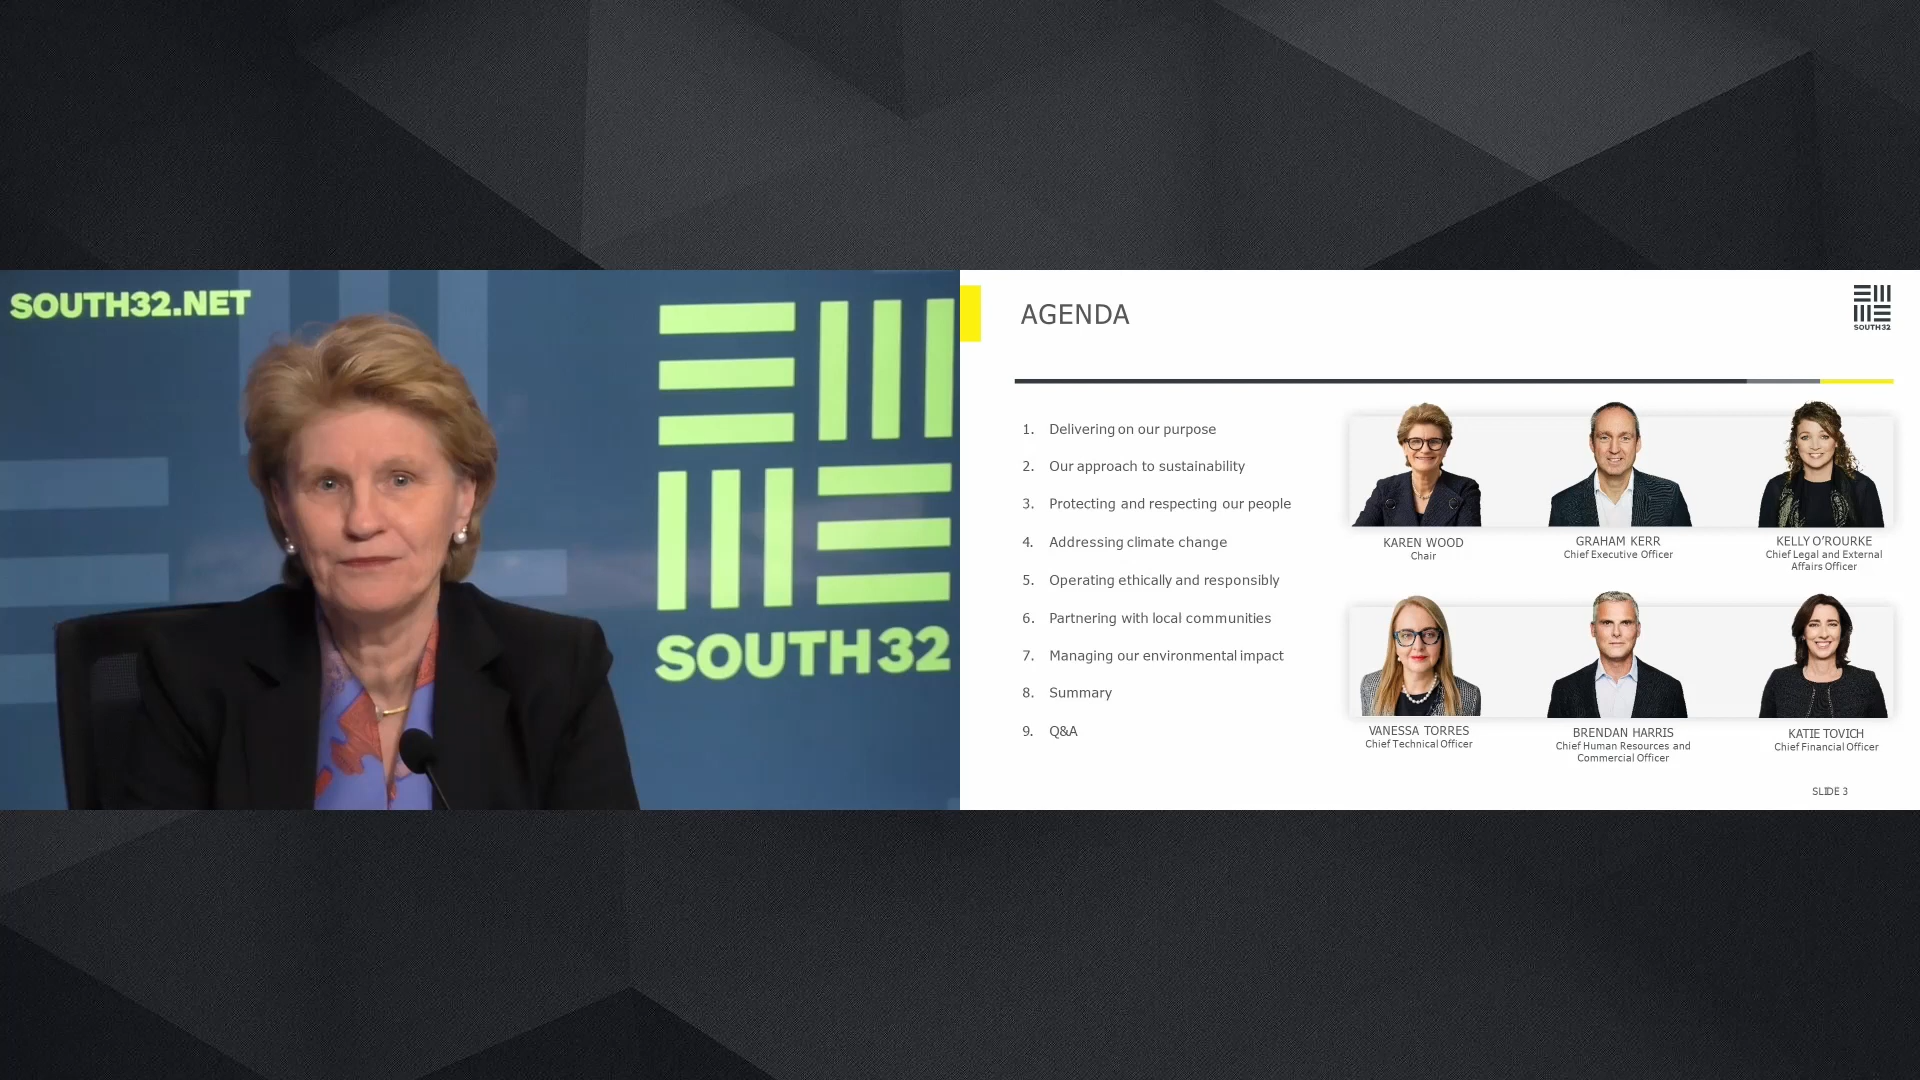 SOUTH32.NET
SOUTH32
AGENDA
SOUTH32
1. Delivering on our purpose
2. Our approach to sustainability
3. Protecting and respecting our people
4. Addressing climate change
5. Operating ethically and responsibly
6. Partnering with local communities
7. Managing our environmental impact
8. Summary
9. Q&A
KAREN WOOD
Chair
GRAHAM KERR
Chief Executive Officer
KELLY O'ROURKE
Chief Legal and External
Affairs Officer
VANESSA TORRES
Chief Technical Officer
BRENDAN HARRIS
Chief Human Resources and
Commercial Officer
KATIE TOVICH
Chief Financial Officer
SLIDE 3